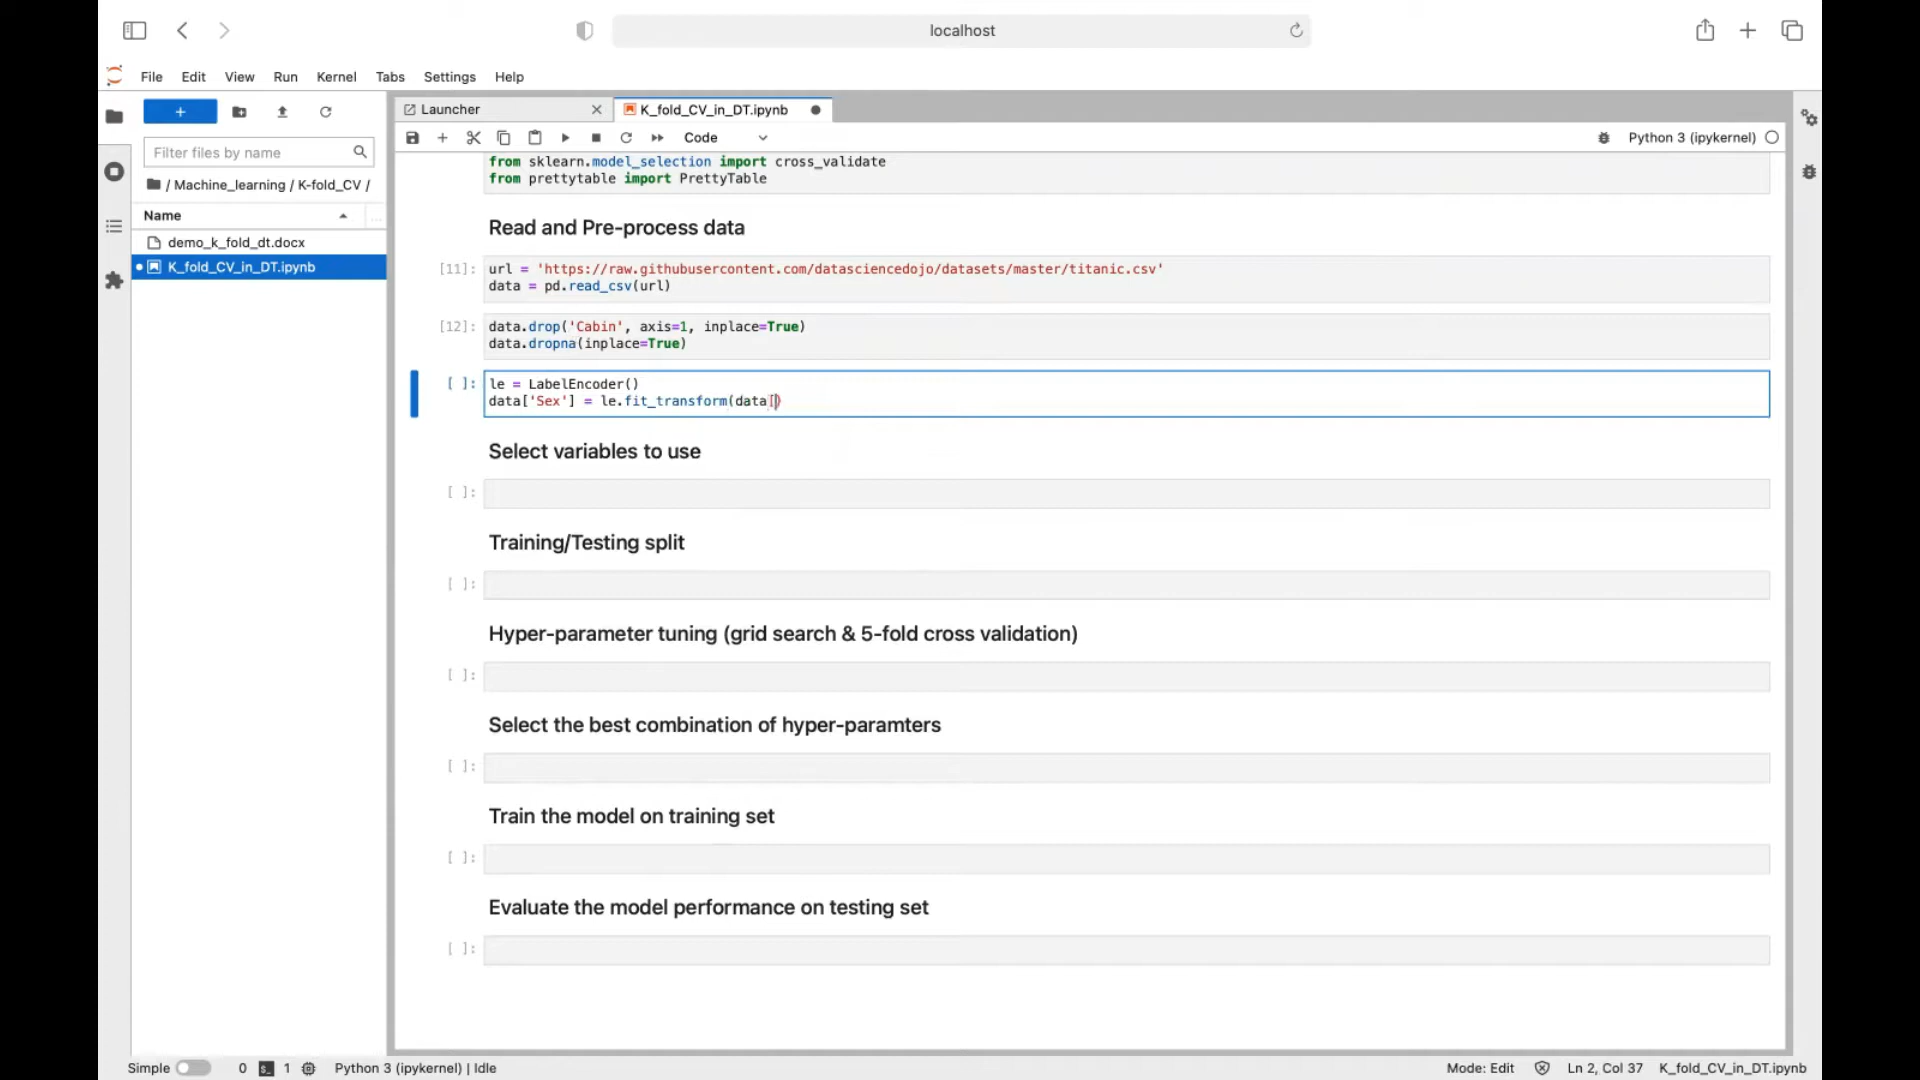 localhost
File Edit View Run Kernel Tabs Settings Help
+
Filter files by name
/ Machine_learning / K-fold_CV /
Name
demo_k_fold_dt.docx
K_fold_CV_in_DT.ipynb
Launcher
K_fold_CV_in_DT.ipynb
Code
Python 3 (ipykernel)
from sklearn.model_selection import cross_validate
from prettytable import PrettyTable
Read and Pre-process data
[11]:
url = 'https://raw.githubusercontent.com/datasciencedojo/datasets/master/titanic.csv'
data = pd.read_csv(url)
[12]:
data.drop('Cabin', axis=1, inplace=True)
data.dropna(inplace=True)
[ ]:
le = LabelEncoder()
data['Sex'] = le.fit_transform(data[)
Select variables to use
[ ]:
Training/Testing split
[ ]:
Hyper-parameter tuning (grid search & 5-fold cross validation)
[ ]:
Select the best combination of hyper-paramters
[ ]:
Train the model on training set
[ ]:
Evaluate the model performance on testing set
[ ]:
Simple 0 1 Python 3 (ipykernel) | Idle
Mode: Edit Ln 2, Col 37 K_fold_CV_in_DT.ipynb